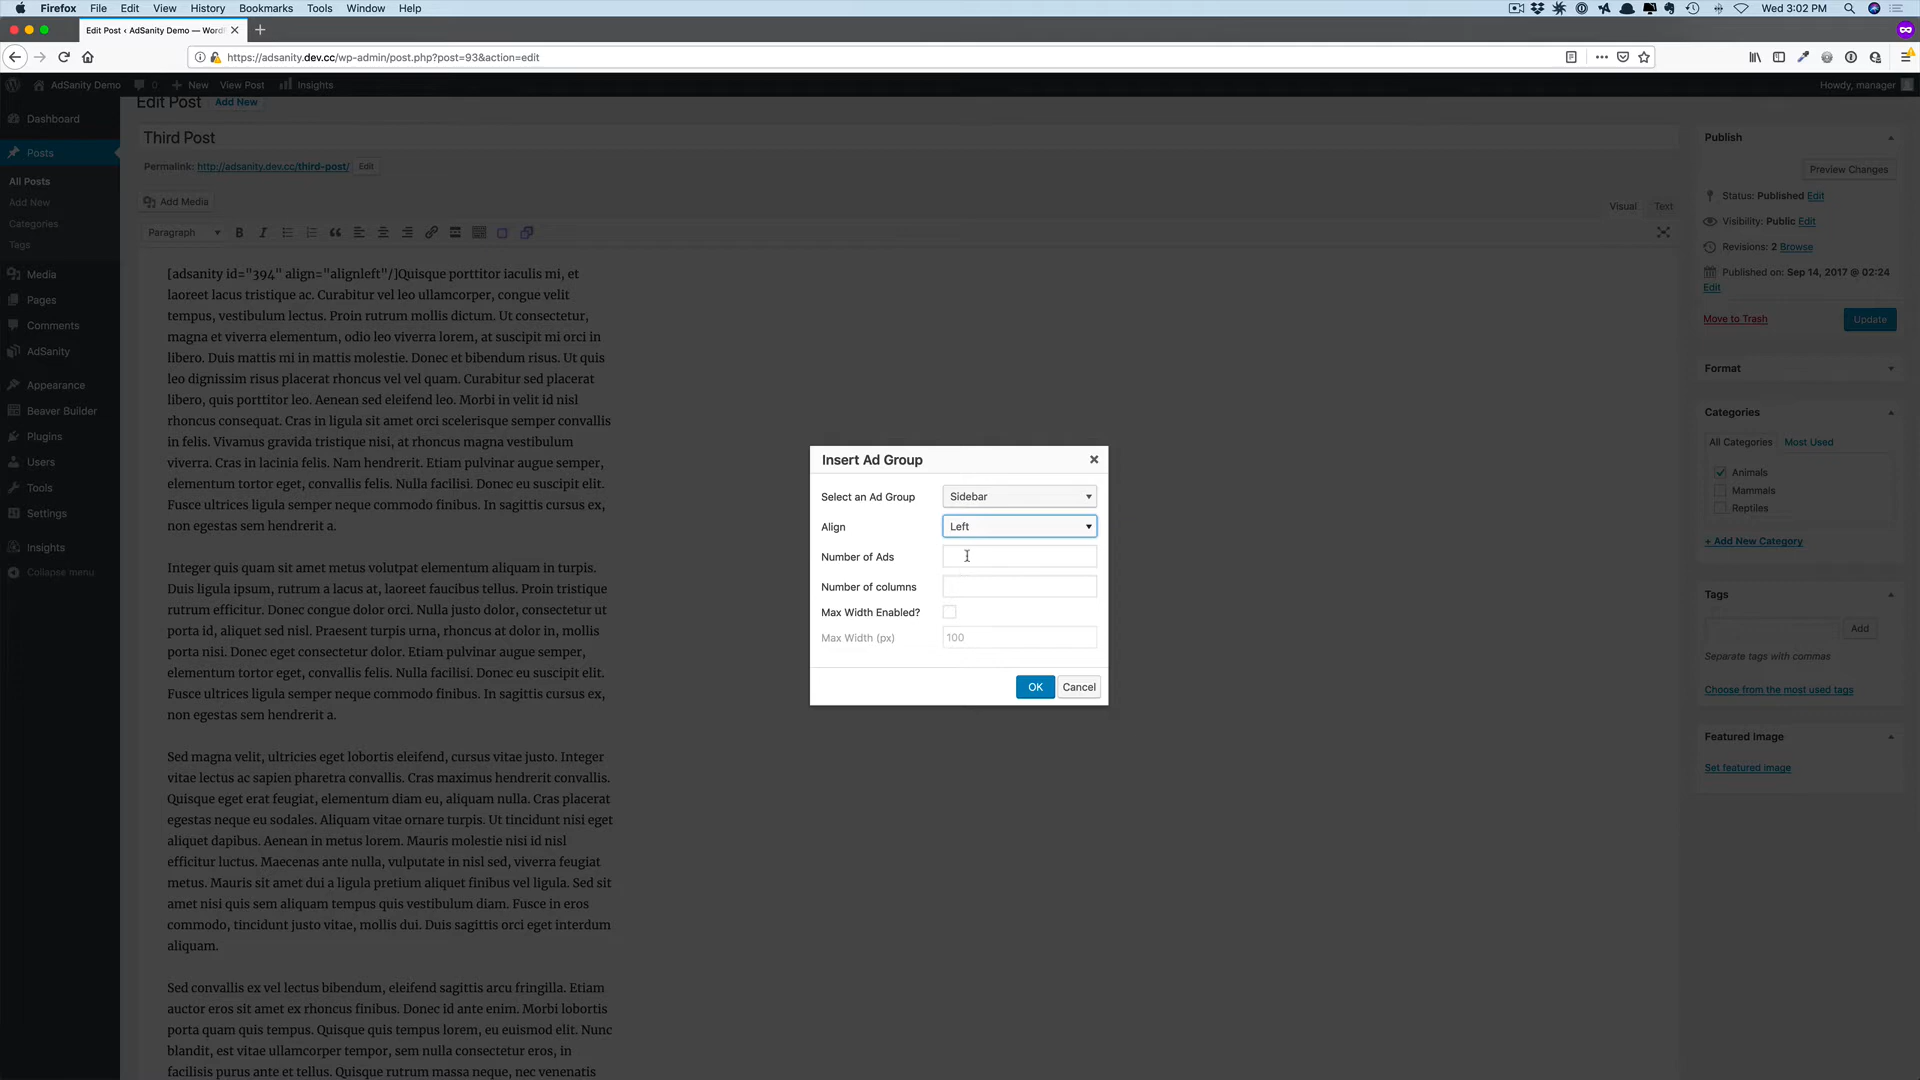 Firefox File Edit View History Bookmarks Tools Window Help Wed 3:02 PM
Edit Post ‹ AdSanity Demo — Word
https://adsanity.dev.cc/wp-admin/post.php?post=93&action=edit
AdSanity Demo 0 New View Post Insights Howdy, manager
Edit Post Add New
Dashboard
Posts
All Posts
Add New
Categories
Tags
Media
Pages
Comments
AdSanity
Appearance
Beaver Builder
Plugins
Users
Tools
Settings
Insights
Collapse menu
Third Post
Permalink: http://adsanity.dev.cc/third-post/ Edit
Add Media
Visual Text
Paragraph B I
[adsanity id="394" align="alignleft"/]Quisque porttitor iaculis mi, et
laoreet lacus tristique ac. Curabitur vel leo ullamcorper, congue velit
tempus, vestibulum lectus. Proin rutrum mollis dictum. Ut consectetur,
magna et viverra elementum, odio leo viverra lorem, at suscipit mi orci in
libero. Duis mattis mi in mattis molestie. Donec et bibendum risus. Ut quis
leo dignissim risus placerat rhoncus vel vel quam. Curabitur sed placerat
libero, quis porttitor leo. Aenean sed eleifend leo. Morbi in velit id nisl
rhoncus consequat. Cras in ligula sit amet orci scelerisque semper convallis
in felis. Vivamus gravida tristique nisi, at rhoncus magna vestibulum
viverra. Cras in lacinia felis. Nam hendrerit. Etiam pulvinar augue semper,
elementum tortor eget, convallis felis. Nulla facilisi. Donec eu suscipit elit.
Fusce ultrices ligula semper neque commodo finibus. In sagittis cursus ex,
non egestas sem hendrerit a.
Integer quis quam sit amet metus volutpat elementum aliquam in turpis.
Duis ligula ipsum, rutrum a lacus at, laoreet faucibus tellus. Proin tristique
rutrum efficitur. Donec congue dolor orci. Nulla justo dolor, consectetur ut
porta id, aliquet sed nisl. Praesent turpis urna, rhoncus at dolor in, mollis
porta nisi. Donec eget consectetur dolor. Etiam pulvinar augue semper,
elementum tortor eget, convallis felis. Nulla facilisi. Donec eu suscipit elit.
Fusce ultrices ligula semper neque commodo finibus. In sagittis cursus ex,
non egestas sem hendrerit a.
Sed magna velit, ultricies eget lobortis eleifend, cursus vitae justo. Integer
vitae lectus ac sapien pharetra convallis. Cras maximus hendrerit convallis.
Quisque eget erat feugiat, elementum diam eu, aliquam nulla. Cras placerat
egestas neque eu sodales. Aliquam vitae ornare turpis. Ut tincidunt nisi eget
aliquet dapibus. Aenean in metus lorem. Mauris molestie nisi id nisl
efficitur luctus. Maecenas ante nulla, vulputate in nisl sed, viverra feugiat
metus. Mauris sit amet dui a ligula pretium aliquet finibus vel ligula. Sed sit
amet nisi quis sem aliquam tempus quis vestibulum diam. Fusce in eros
commodo, tincidunt justo vitae, mollis dui. Duis sagittis orci eget interdum
aliquam.
Sed convallis ex vel lectus bibendum, eleifend sagittis arcu fringilla. Etiam
auctor eros sit amet ex rhoncus finibus. Donec id ante enim. Morbi lobortis
porta quam quis tempus. Quisque quis tempus lorem, eu euismod elit. Nunc
blandit, est vitae ullamcorper tempor, sem nulla consectetur eros, in
facilisis purus ante et tellus. Quisque rutrum massa neque, nec venenatis
Insert Ad Group
Select an Ad Group Sidebar
Align Left
Number of Ads
Number of columns
Max Width Enabled?
Max Width (px) 100
OK Cancel
Publish
Preview Changes
Status: Published Edit
Visibility: Public Edit
Revisions: 2 Browse
Published on: Sep 14, 2017 @ 02:24
Edit
Move to Trash Update
Format
Categories
All Categories Most Used
Animals
Mammals
Reptiles
+ Add New Category
Tags
Add
Separate tags with commas
Choose from the most used tags
Featured Image
Set featured image